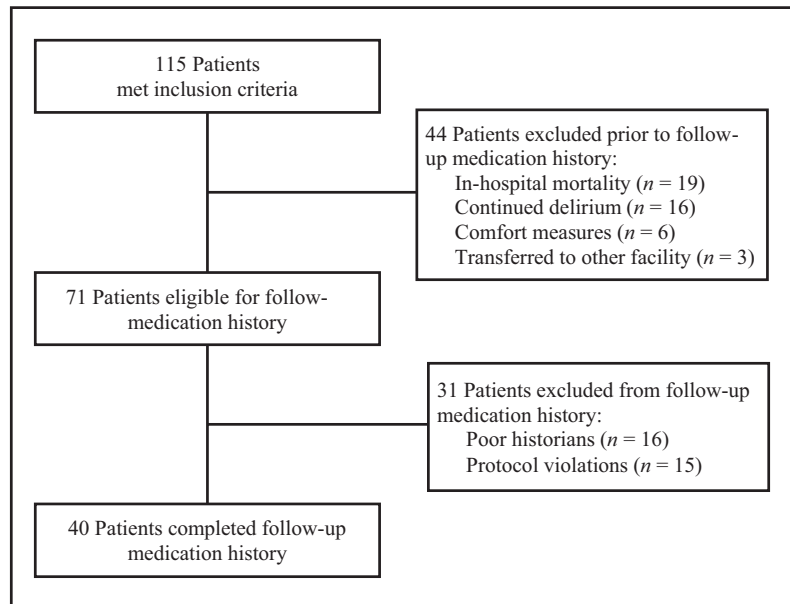 115 Patients
met inclusion criteria
44 Patients excluded prior to follow-
up medication history:
In-hospital mortality (n = 19)
Continued delirium (n = 16)
Comfort measures (n = 6)
Transferred to other facility (n = 3)
71 Patients eligible for follow-
medication history
31 Patients excluded from follow-up
medication history:
Poor historians (n = 16)
Protocol violations (n = 15)
40 Patients completed follow-up
medication history